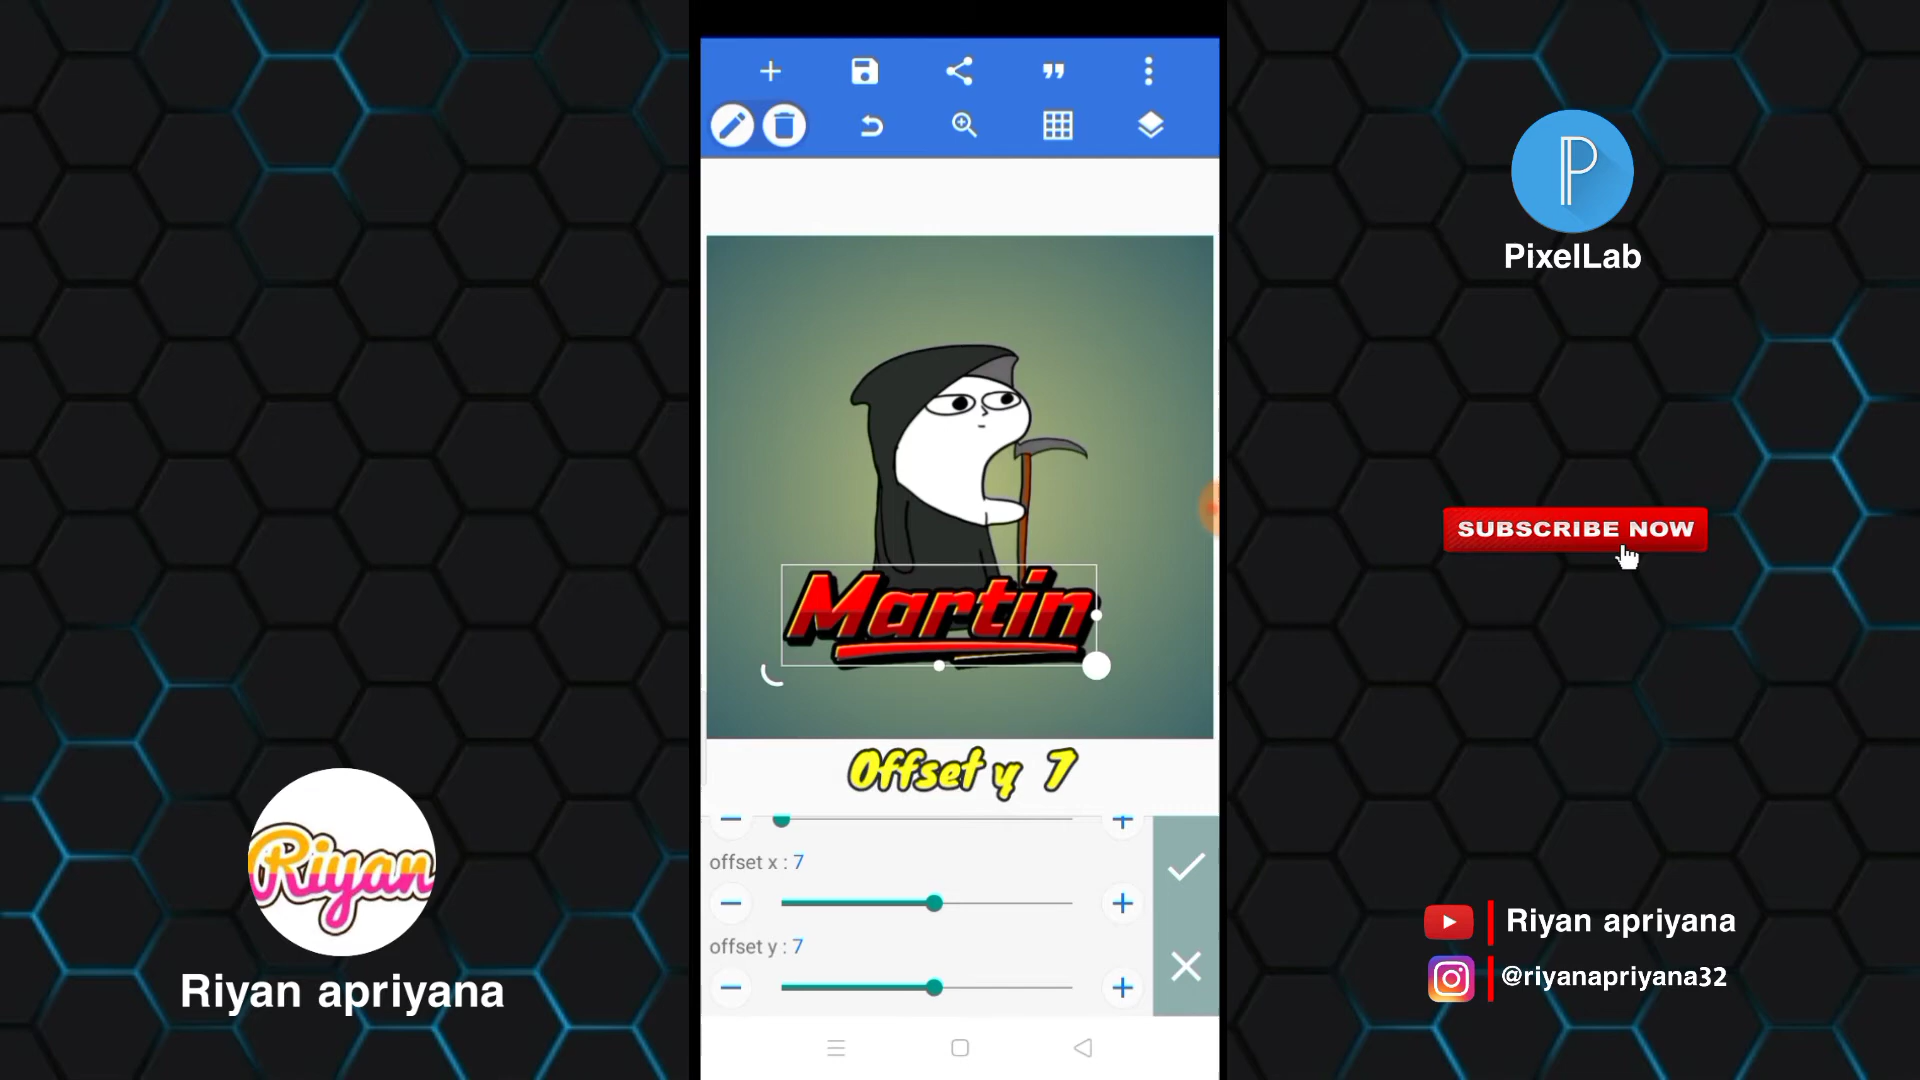 PixelLab
SUBSCRIBE NOW
Martin
Offset y 7
offset x : 7
offset y : 7
Riyan
Riyan apriyana
Riyan apriyana
@riyanapriyana32